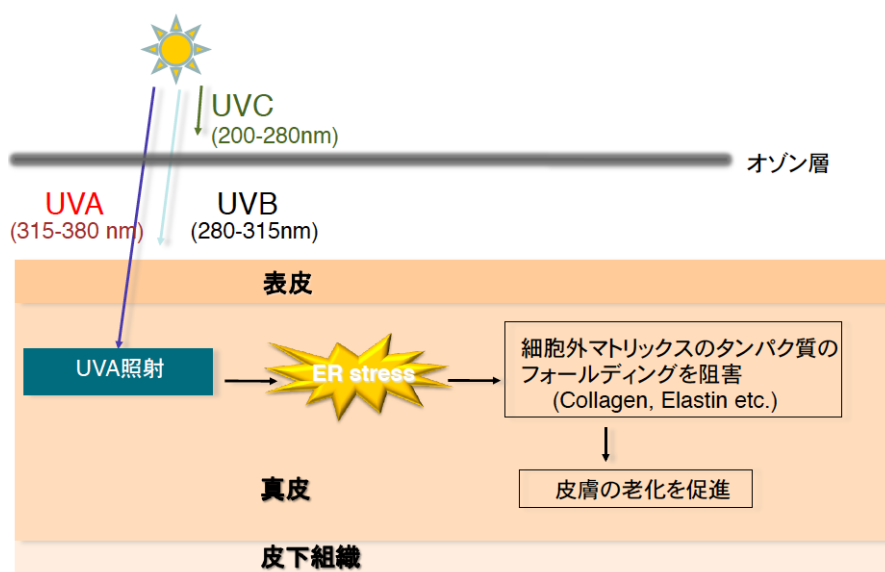 UVC
(200-280nm)
オゾン層
UVA
(315-380 nm)
UVB
(280-315nm)
表皮
UVA照射
ER stress
細胞外マトリックスのタンパク質の
フォールディングを阻害
(Collagen, Elastin etc.)
真皮
皮膚の老化を促進
皮下組織